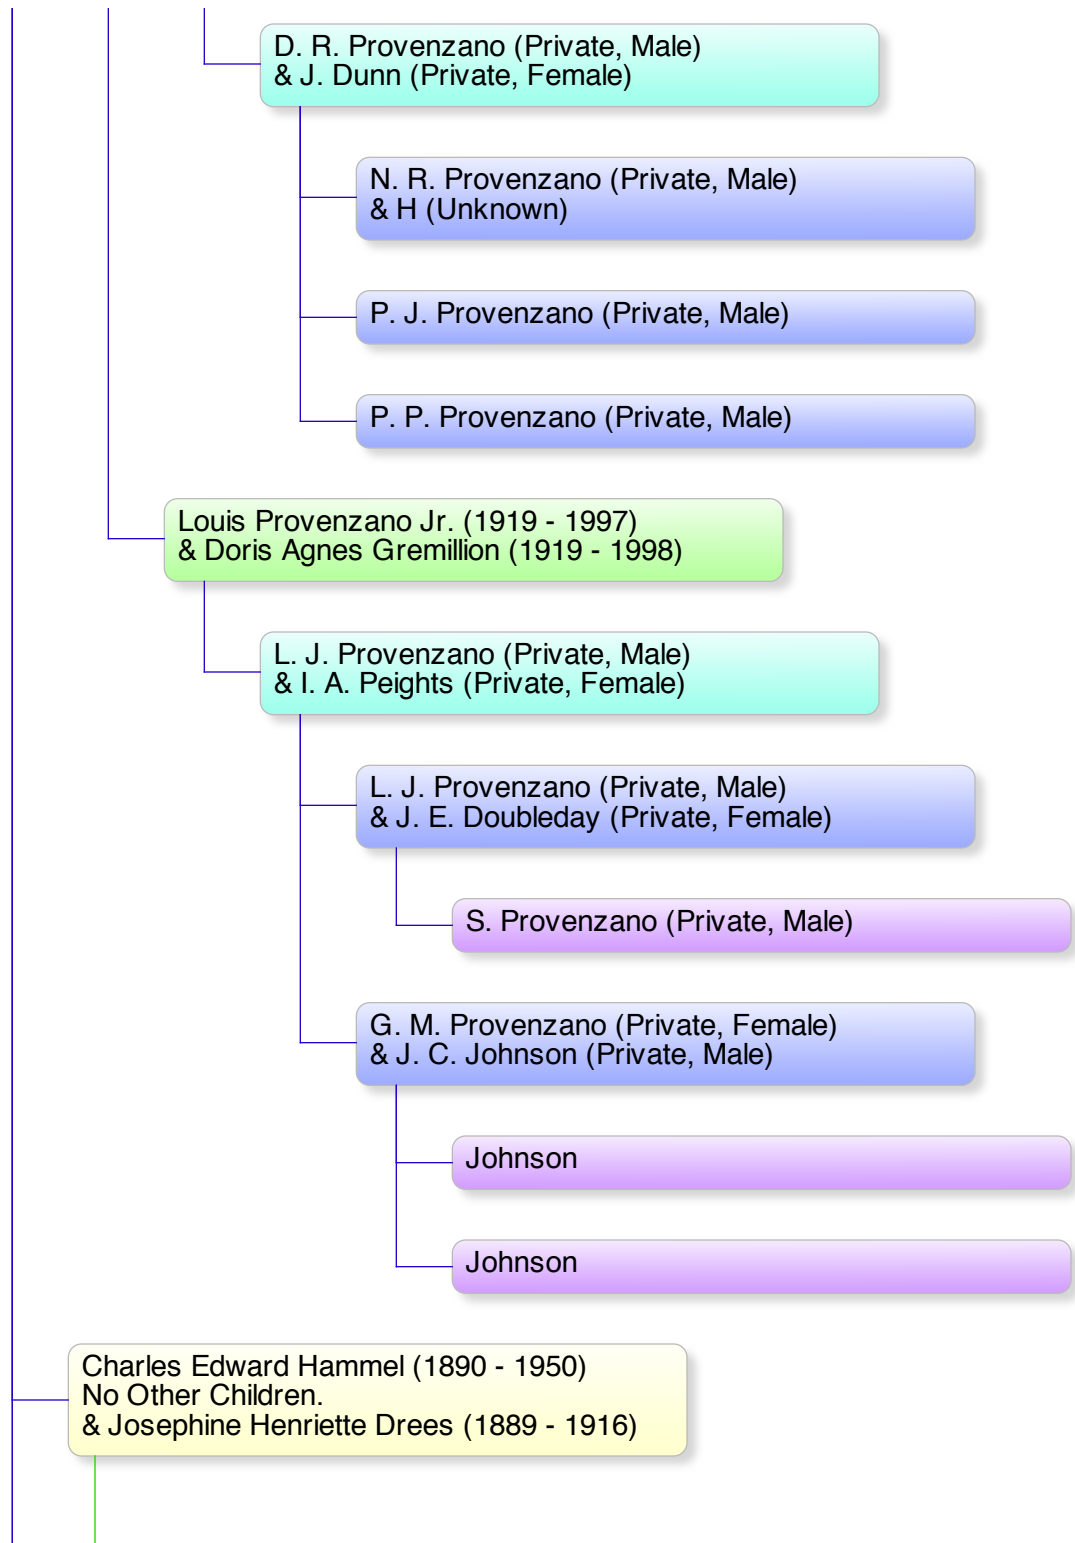 D. R. Provenzano (Private, Male)
& J. Dunn (Private, Female)
N. R. Provenzano (Private, Male)
& H (Unknown)
P. J. Provenzano (Private, Male)
P. P. Provenzano (Private, Male)
Louis Provenzano Jr. (1919 - 1997)
& Doris Agnes Gremillion (1919 - 1998)
L. J. Provenzano (Private, Male)
& I. A. Peights (Private, Female)
L. J. Provenzano (Private, Male)
& J. E. Doubleday (Private, Female)
S. Provenzano (Private, Male)
G. M. Provenzano (Private, Female)
& J. C. Johnson (Private, Male)
Johnson
Johnson
Charles Edward Hammel (1890 - 1950)
No Other Children.
& Josephine Henriette Drees (1889 - 1916)